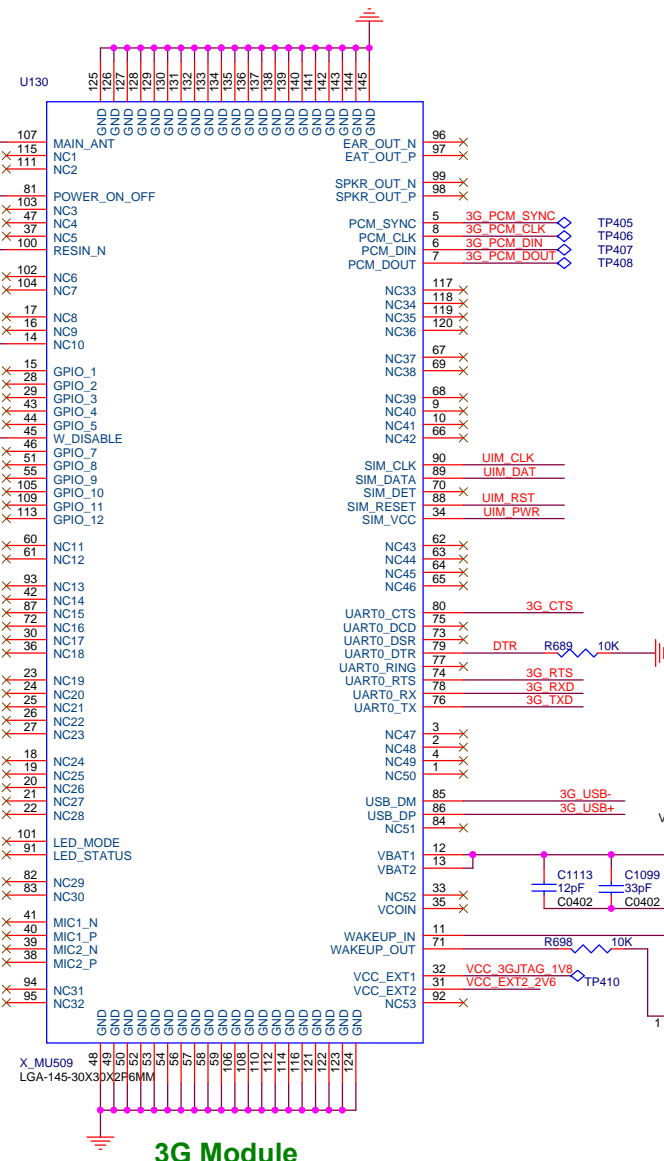 U130
125 126 127 128 129 130 131 132 133 134 135 136 137 138 139 140 141 142 143 144 145
GND GND GND GND GND GND GND GND GND GND GND GND GND GND GND GND GND GND GND GND GND
107 MAIN_ANT EAR_OUT_N 96
115 NC1 EAT_OUT_P 97
111 NC2
SPKR_OUT_N 99
81 POWER_ON_OFF SPKR_OUT_P 98
103 NC3
47 NC4 PCM_SYNC 5 3G_PCM_SYNC TP405
37 NC5 PCM_CLK 8 3G_PCM_CLK TP406
100 RESIN_N PCM_DIN 6 3G_PCM_DIN TP407
PCM_DOUT 7 3G_PCM_DOUT TP408
102 NC6
104 NC7 NC33 117
NC34 118
17 NC8 NC35 119
16 NC9 NC36 120
14 NC10
NC37 67
15 GPIO_1 NC38 69
28 GPIO_2
29 GPIO_3 NC39 68
43 GPIO_4 NC40 9
44 GPIO_5 NC41 10
45 W_DISABLE NC42 66
46 GPIO_7
51 GPIO_8 SIM_CLK 90 UIM_CLK
55 GPIO_9 SIM_DATA 89 UIM_DAT
105 GPIO_10 SIM_DET 70
109 GPIO_11 SIM_RESET 88 UIM_RST
113 GPIO_12 SIM_VCC 34 UIM_PWR
60 NC11 NC43 62
61 NC12 NC44 63
NC45 64
93 NC13 NC46 65
42 NC14
87 NC15 UART0_CTS 80 3G_CTS
72 NC16 UART0_DCD 75
30 NC17 UART0_DSR 73
36 NC18 UART0_DTR 79 DTR R689 10K
UART0_RING 77
23 NC19 UART0_RTS 74 3G_RTS
24 NC20 UART0_RX 78 3G_RXD
25 NC21 UART0_TX 76 3G_TXD
26 NC22
27 NC23 NC47 3
NC48 2
18 NC24 NC49 4
19 NC25 NC50 1
20 NC26
21 NC27 USB_DM 85 3G_USB-
22 NC28 USB_DP 86 3G_USB+
NC51 84 V
101 LED_MODE
91 LED_STATUS VBAT1 12
VBAT2 13
82 NC29 C1113 C1099
83 NC30 NC52 33 12pF 33pF
VCOIN 35 C0402 C0402
41 MIC1_N
40 MIC1_P WAKEUP_IN 11
39 MIC2_N WAKEUP_OUT 71 R698 10K
38 MIC2_P
VCC_EXT1 32 VCC_3GJTAG_1V8 TP410
94 NC31 VCC_EXT2 31 VCC_EXT2_2V6
95 NC32 NC53 92
1
GND GND GND GND GND GND GND GND GND GND GND GND GND GND GND GND GND GND GND GND
48 49 50 52 53 54 56 57 58 59 106 108 110 112 114 116 121 122 123 124
X_MU509
LGA-145-30X30X2P6MM
3G Module